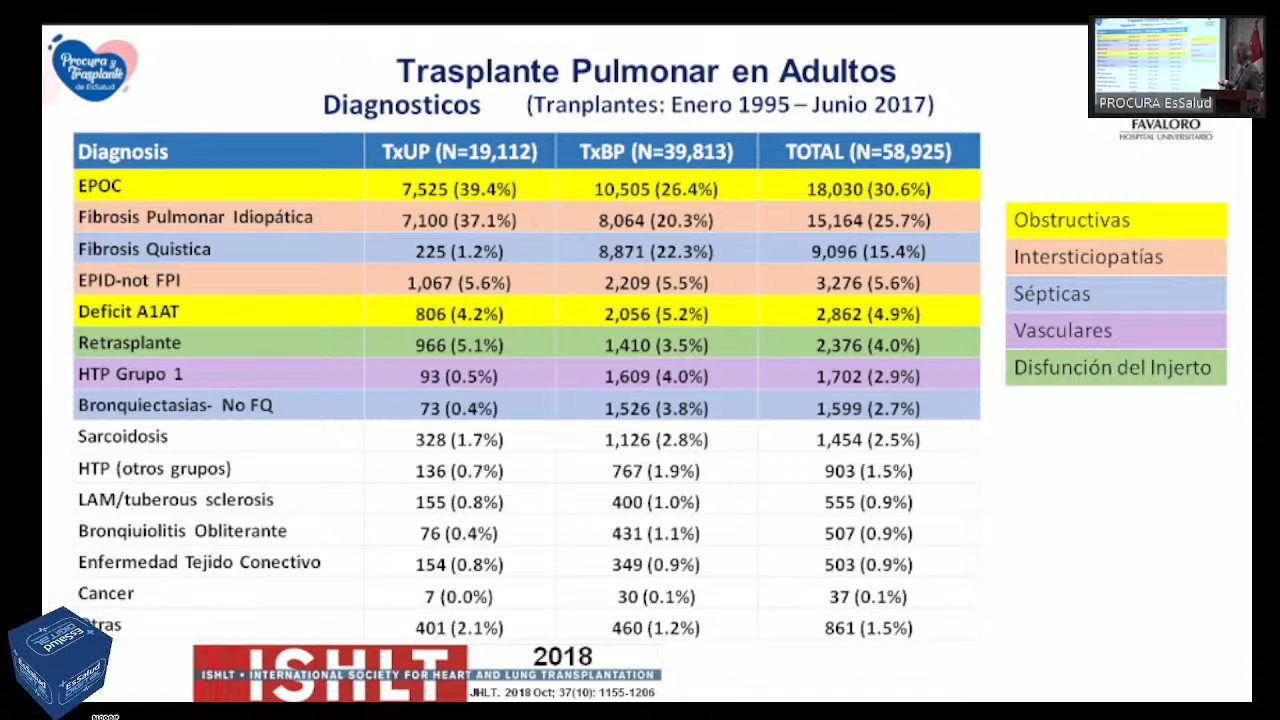 Procura y
Trasplante
de EsSalud
Trasplante Pulmonar en Adultos
Diagnosticos (Tranplantes: Enero 1995 – Junio 2017)
PROCURA EsSalud
FAVALORO
HOSPITAL UNIVERSITARIO
Diagnosis TxUP (N=19,112) TxBP (N=39,813) TOTAL (N=58,925)
EPOC 7,525 (39.4%) 10,505 (26.4%) 18,030 (30.6%)
Fibrosis Pulmonar Idiopática 7,100 (37.1%) 8,064 (20.3%) 15,164 (25.7%)
Fibrosis Quistica 225 (1.2%) 8,871 (22.3%) 9,096 (15.4%)
EPID-not FPI 1,067 (5.6%) 2,209 (5.5%) 3,276 (5.6%)
Deficit A1AT 806 (4.2%) 2,056 (5.2%) 2,862 (4.9%)
Retrasplante 966 (5.1%) 1,410 (3.5%) 2,376 (4.0%)
HTP Grupo 1 93 (0.5%) 1,609 (4.0%) 1,702 (2.9%)
Bronquiectasias- No FQ 73 (0.4%) 1,526 (3.8%) 1,599 (2.7%)
Sarcoidosis 328 (1.7%) 1,126 (2.8%) 1,454 (2.5%)
HTP (otros grupos) 136 (0.7%) 767 (1.9%) 903 (1.5%)
LAM/tuberous sclerosis 155 (0.8%) 400 (1.0%) 555 (0.9%)
Bronqiuiolitis Obliterante 76 (0.4%) 431 (1.1%) 507 (0.9%)
Enfermedad Tejido Conectivo 154 (0.8%) 349 (0.9%) 503 (0.9%)
Cancer 7 (0.0%) 30 (0.1%) 37 (0.1%)
Otras 401 (2.1%) 460 (1.2%) 861 (1.5%)
Obstructivas
Intersticiopatías
Sépticas
Vasculares
Disfunción del Injerto
ISHLT 2018
ISHLT • INTERNATIONAL SOCIETY FOR HEART AND LUNG TRANSPLANTATION
JHLT. 2018 Oct; 37(10): 1155-1206
EsSalud
DIGITAL
EsSalud